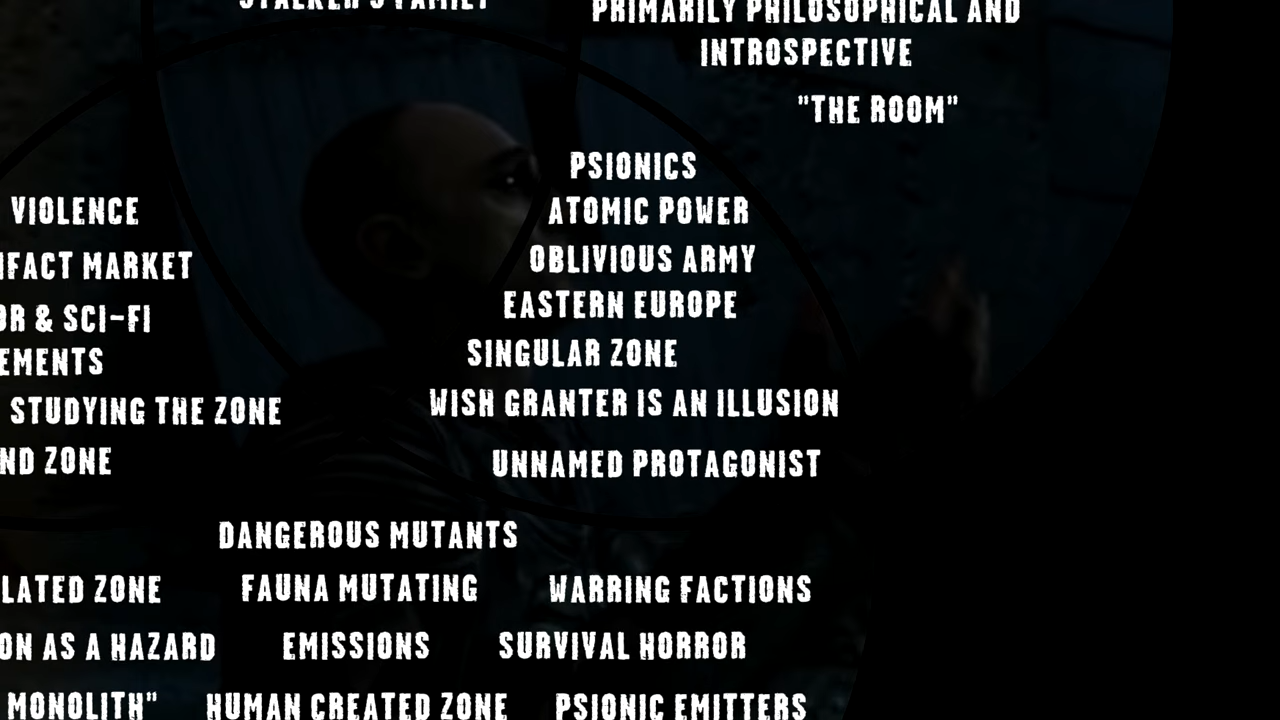 STALKER'S FAMILY
PRIMARILY PHILOSOPHICAL AND
INTROSPECTIVE
"THE ROOM"
PSIONICS
VIOLENCE
ATOMIC POWER
IFACT MARKET
OBLIVIOUS ARMY
OR & SCI-FI
EASTERN EUROPE
EMENTS
SINGULAR ZONE
STUDYING THE ZONE
WISH GRANTER IS AN ILLUSION
ND ZONE
UNNAMED PROTAGONIST
DANGEROUS MUTANTS
LATED ZONE
FAUNA MUTATING
WARRING FACTIONS
ON AS A HAZARD
EMISSIONS
SURVIVAL HORROR
MONOLITH"
HUMAN CREATED ZONE
PSIONIC EMITTERS